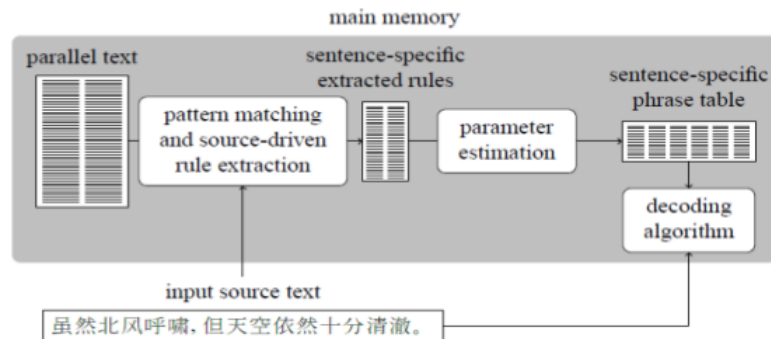 main memory
parallel text
sentence-specific
extracted rules
sentence-specific
phrase table
pattern matching
and source-driven
rule extraction
parameter
estimation
decoding
algorithm
input source text
虽然北风呼啸,但天空依然十分清澈。